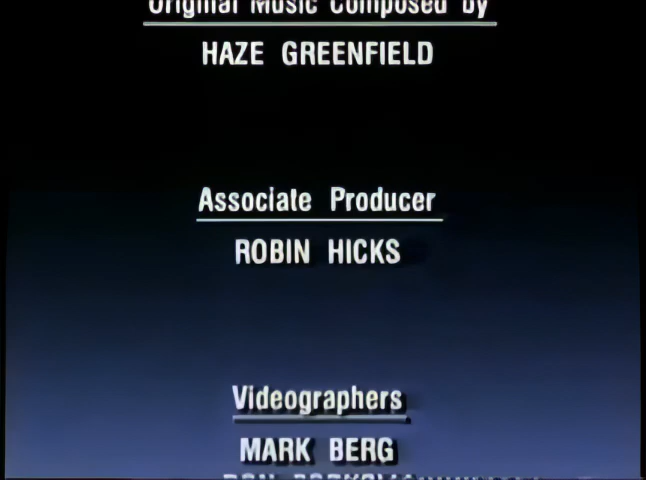 Original Music Composed by
HAZE GREENFIELD
Associate Producer
ROBIN HICKS
Videographers
MARK BERG